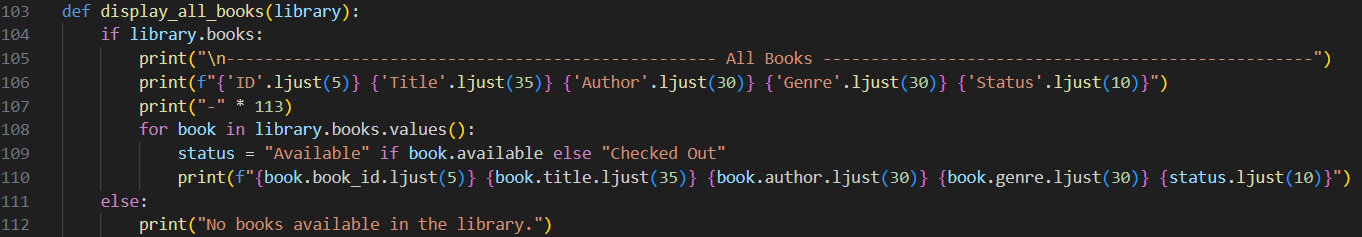 103 def display_all_books(library):
104     if library.books:
105         print("\n--------------------------------------------------- All Books ---------------------------------------------------")
106         print(f"{'ID'.ljust(5)} {'Title'.ljust(35)} {'Author'.ljust(30)} {'Genre'.ljust(30)} {'Status'.ljust(10)}")
107         print("-" * 113)
108         for book in library.books.values():
109             status = "Available" if book.available else "Checked Out"
110             print(f"{book.book_id.ljust(5)} {book.title.ljust(35)} {book.author.ljust(30)} {book.genre.ljust(30)} {status.ljust(10)}")
111     else:
112         print("No books available in the library.")